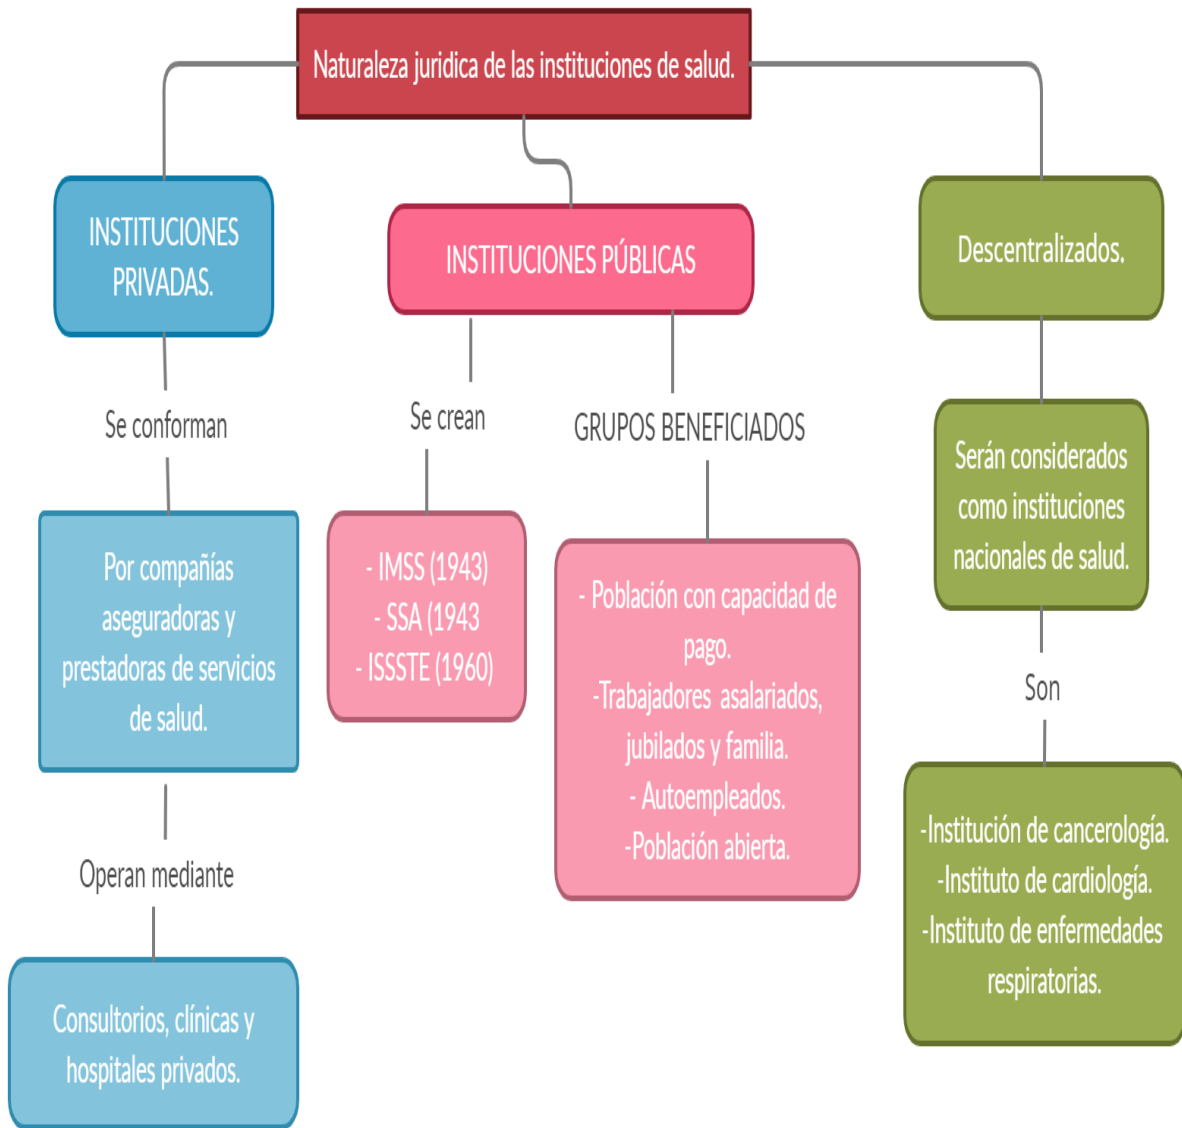 Naturaleza juridica de las instituciones de salud.
INSTITUCIONES
PRIVADAS.
Se conforman
Por compañías
aseguradoras y
prestadoras de servicios
de salud.
Operan mediante
Consultorios, clínicas y
hospitales privados.
INSTITUCIONES PÚBLICAS
Se crean
- IMSS (1943)
- SSA (1943
- ISSSTE (1960)
GRUPOS BENEFICIADOS
- Población con capacidad de
pago.
-Trabajadores asalariados,
jubilados y familia.
- Autoempleados.
-Población abierta.
Descentralizados.
Serán considerados
como instituciones
nacionales de salud.
Son
-Institución de cancerología.
-Instituto de cardiología.
-Instituto de enfermedades
respiratorias.